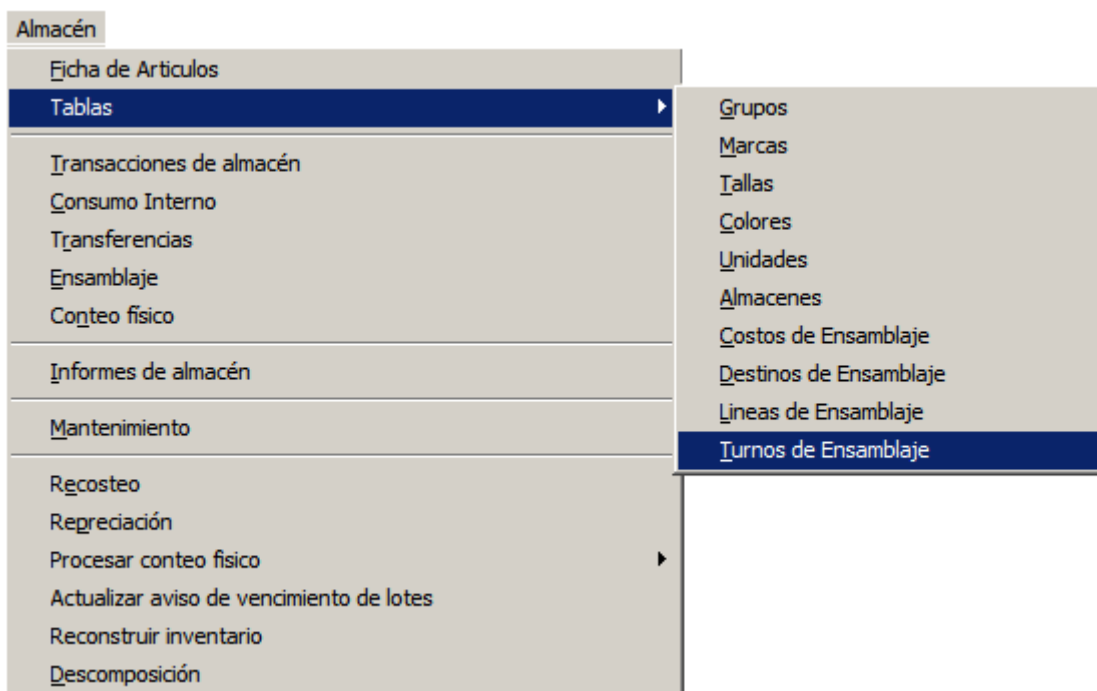 Almacén
Ficha de Articulos
Tablas
Transacciones de almacén
Consumo Interno
Transferencias
Ensamblaje
Conteo físico
Informes de almacén
Mantenimiento
Recosteo
Repreciación
Procesar conteo fisico
Actualizar aviso de vencimiento de lotes
Reconstruir inventario
Descomposición
Grupos
Marcas
Tallas
Colores
Unidades
Almacenes
Costos de Ensamblaje
Destinos de Ensamblaje
Lineas de Ensamblaje
Turnos de Ensamblaje